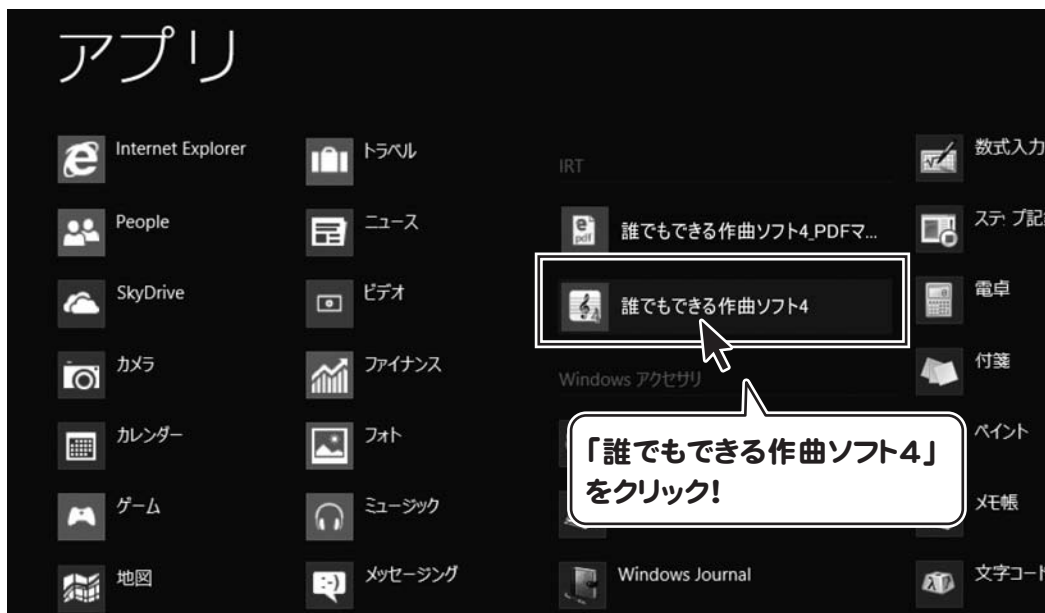 アプリ
Internet Explorer
People
SkyDrive
カメラ
カレンダー
ゲーム
地図
トラベル
ニュース
ビデオ
ファイナンス
フォト
ミュージック
メッセージング
IRT
誰でもできる作曲ソフト4_PDFマ...
誰でもできる作曲ソフト4
Windows アクセサリ
「誰でもできる作曲ソフト4」
をクリック!
Windows Journal
数式入力
ステ プ記
電卓
付箋
ペイント
メモ帳
文字コード